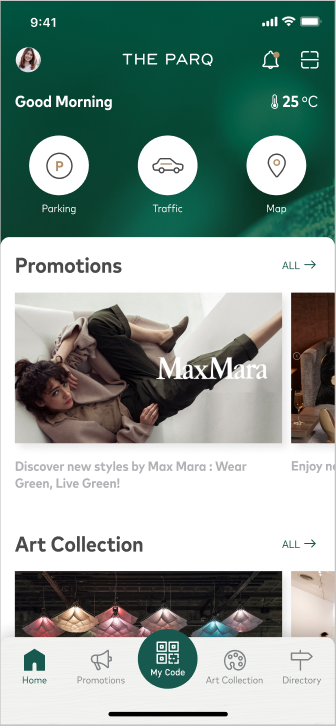 9:41
THE PARQ
Good Morning
25 °C
P
Parking
Traffic
Map
Promotions
ALL →
MaxMara
Discover new styles by Max Mara : Wear
Green, Live Green!
Enjoy n
Art Collection
ALL →
My Code
Home
Promotions
Art Collection
Directory